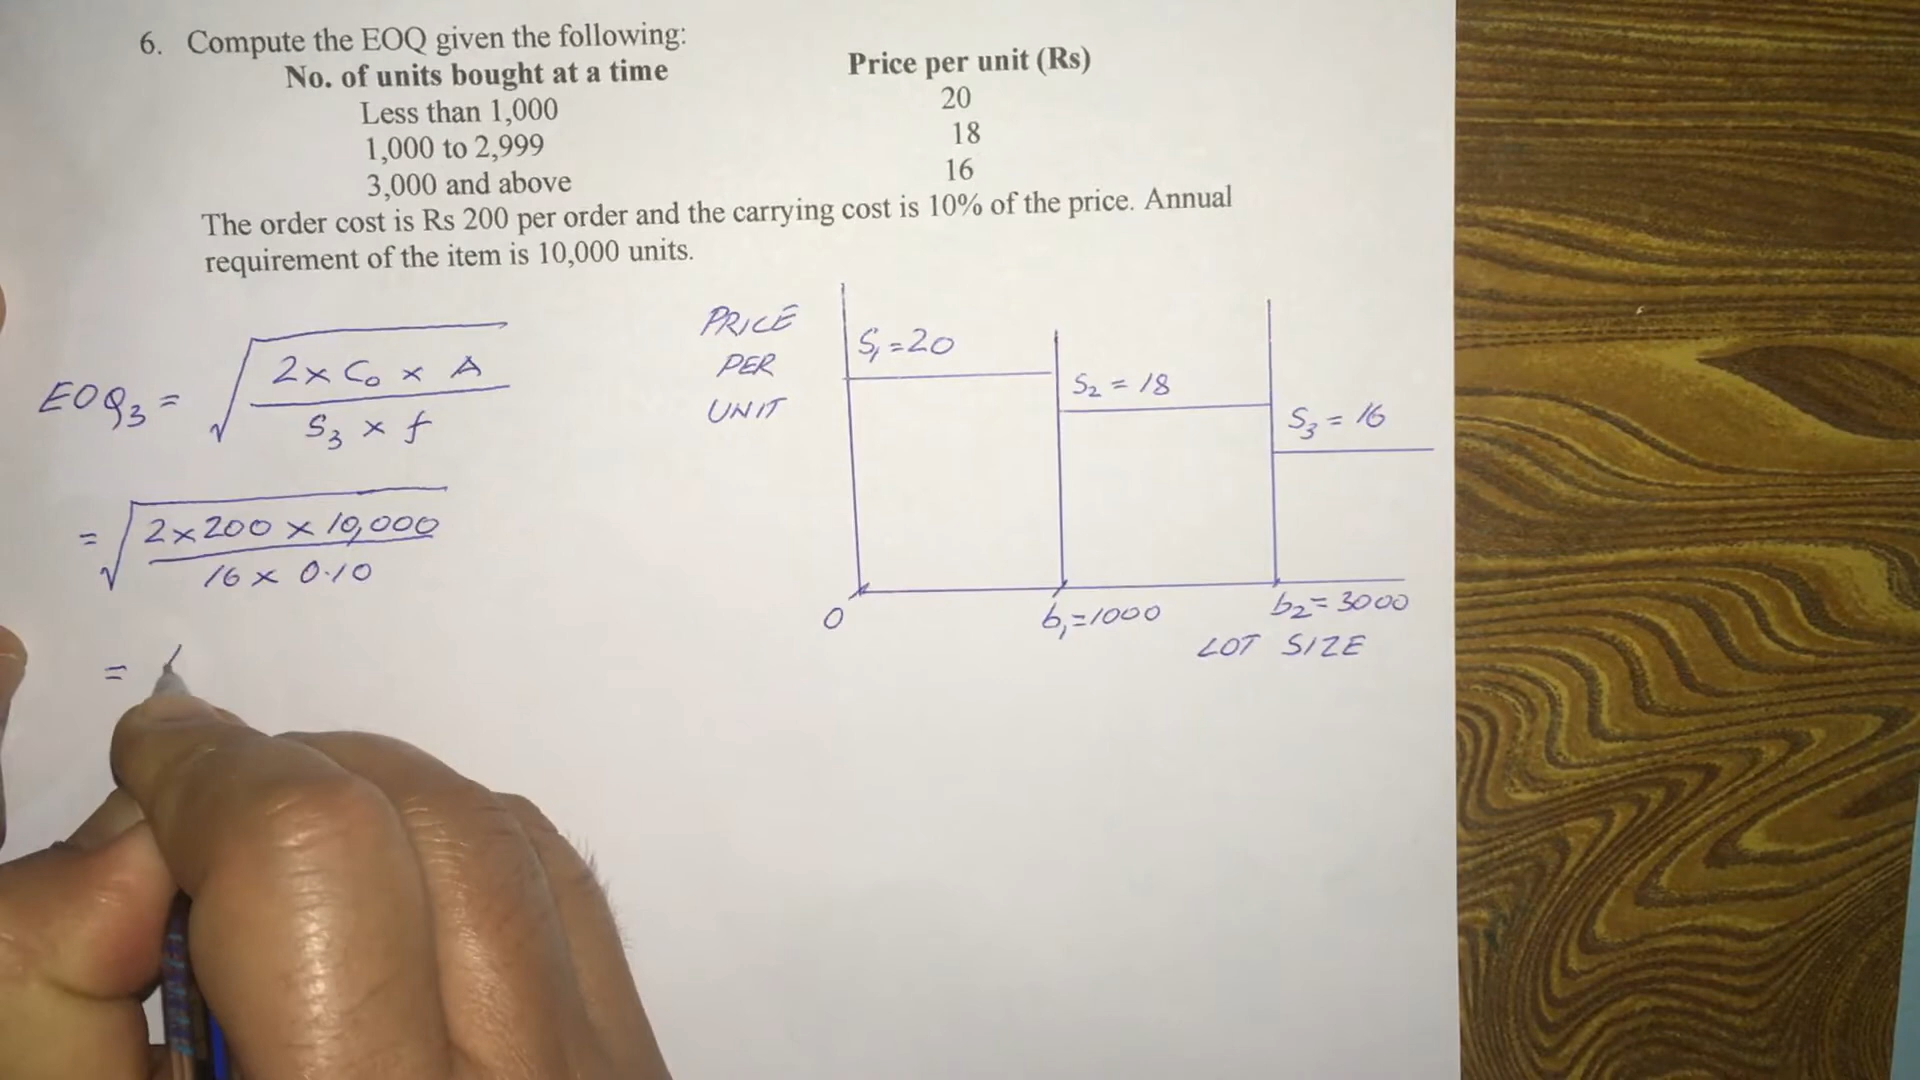 6. Compute the EOQ given the following:
No. of units bought at a time Price per unit (Rs)
Less than 1,000 20
1,000 to 2,999 18
3,000 and above 16
The order cost is Rs 200 per order and the carrying cost is 10% of the price. Annual
requirement of the item is 10,000 units.
EOQ₃ = √(2 × C₀ × A / S₃ × f)
= √(2 × 200 × 10,000 / 16 × 0.10)
=
PRICE
PER
UNIT
S₁ = 20
S₂ = 18
S₃ = 16
0 b₁ = 1000 b₂ = 3000
LOT SIZE